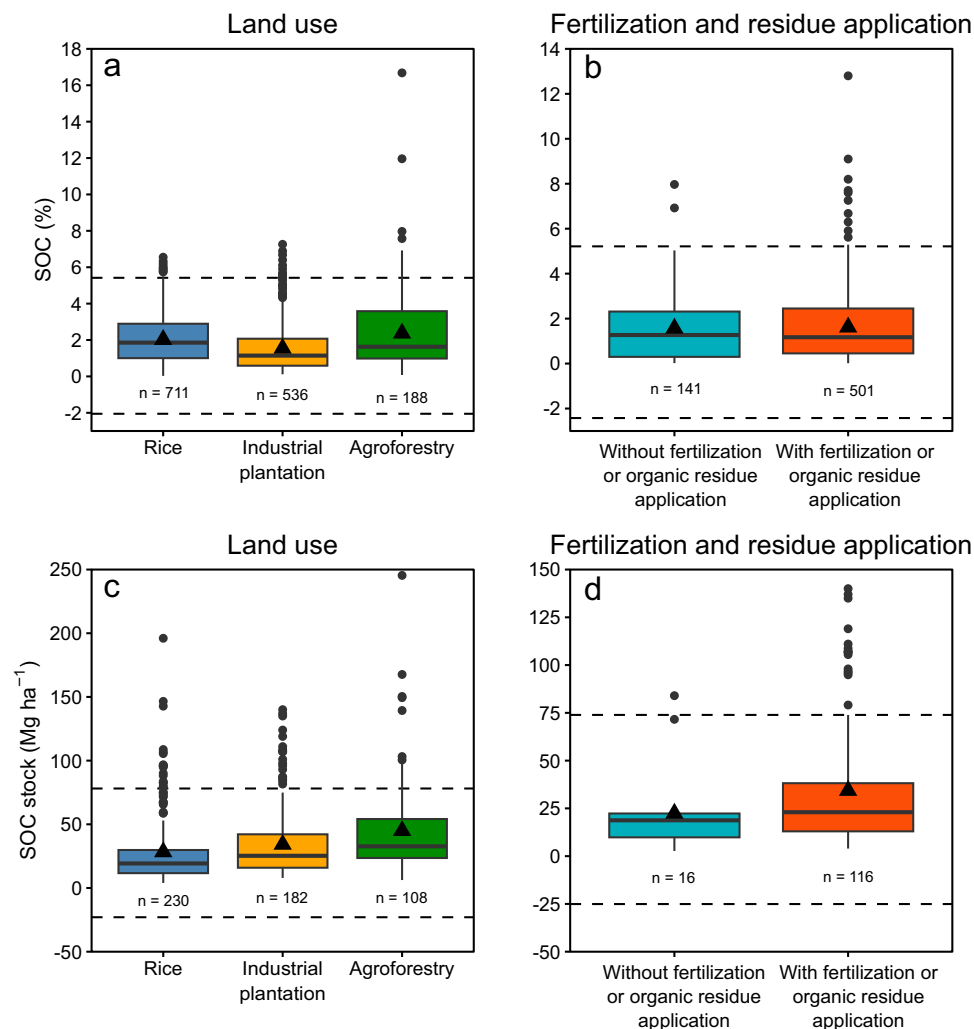 Land use
Fertilization and residue application
a
b
SOC (%)
18
16
14
12
10
8
6
4
2
0
-2
n = 711
n = 536
n = 188
Rice
Industrial
plantation
Agroforestry
14
12
10
8
6
4
2
0
-2
n = 141
n = 501
Without fertilization
or organic residue
application
With fertilization or
organic residue
application
Land use
Fertilization and residue application
c
d
SOC stock (Mg ha⁻¹)
250
200
150
100
50
0
-50
n = 230
n = 182
n = 108
Rice
Industrial
plantation
Agroforestry
150
125
100
75
50
25
0
-25
-50
n = 16
n = 116
Without fertilization
or organic residue
application
With fertilization or
organic residue
application